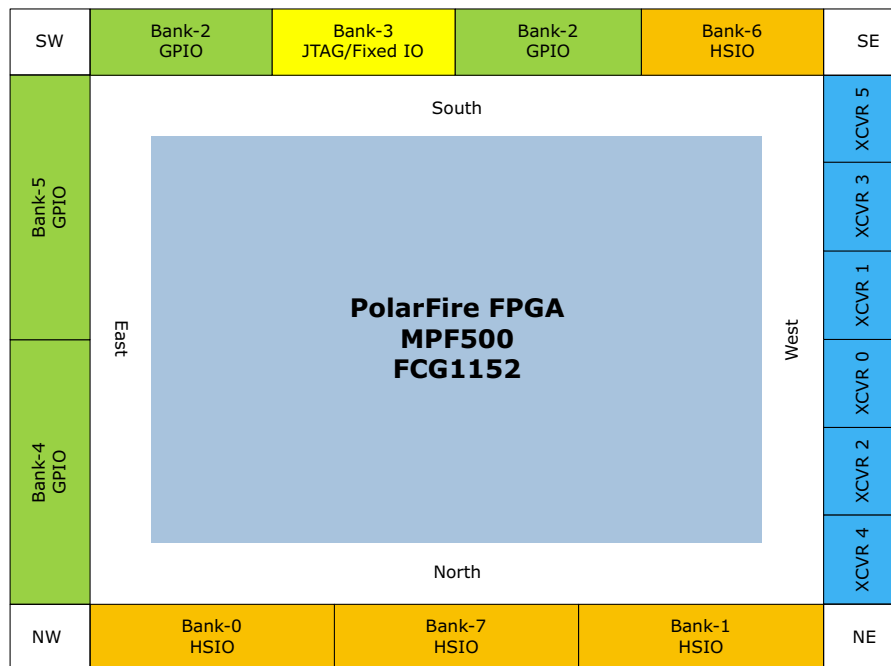 SW
Bank-2
GPIO
Bank-3
JTAG/Fixed IO
Bank-2
GPIO
Bank-6
HSIO
SE
South
Bank-5
GPIO
Bank-4
GPIO
East
PolarFire FPGA
MPF500
FCG1152
West
XCVR 5
XCVR 3
XCVR 1
XCVR 0
XCVR 2
XCVR 4
North
NW
Bank-0
HSIO
Bank-7
HSIO
Bank-1
HSIO
NE